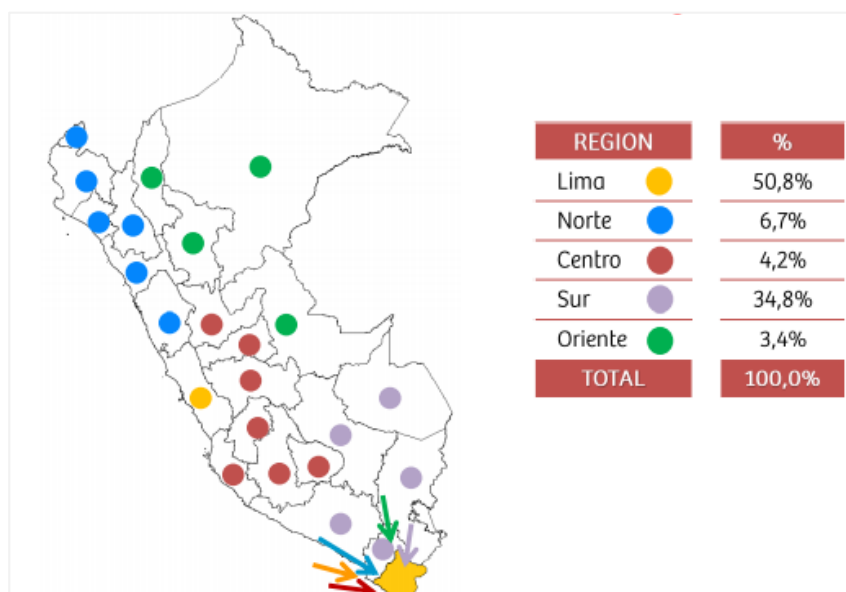 REGION %
Lima 50,8%
Norte 6,7%
Centro 4,2%
Sur 34,8%
Oriente 3,4%
TOTAL 100,0%